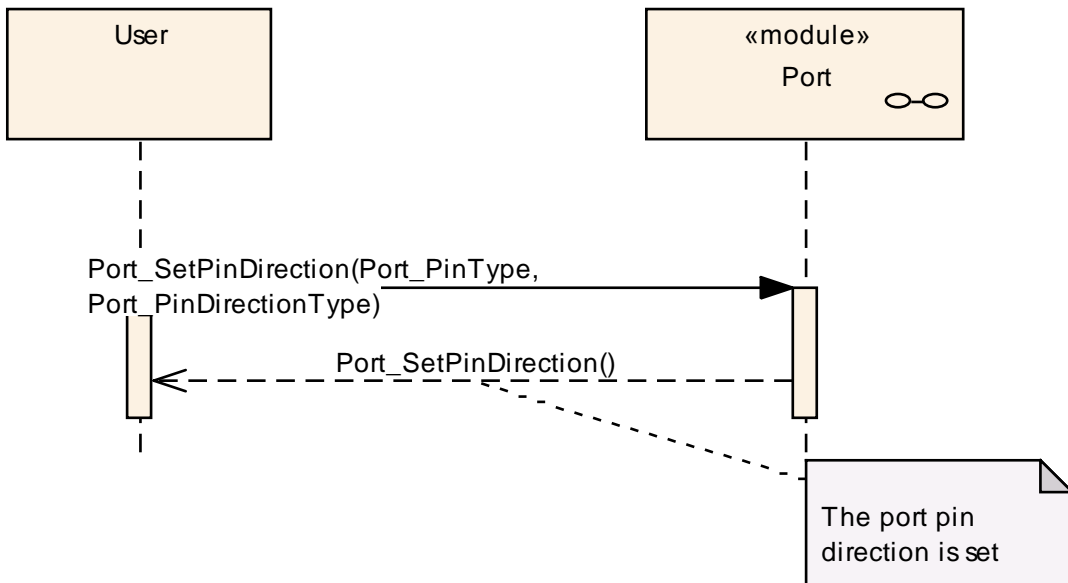 User
«module»
Port
Port_SetPinDirection(Port_PinType,
Port_PinDirectionType)
Port_SetPinDirection()
The port pin
direction is set